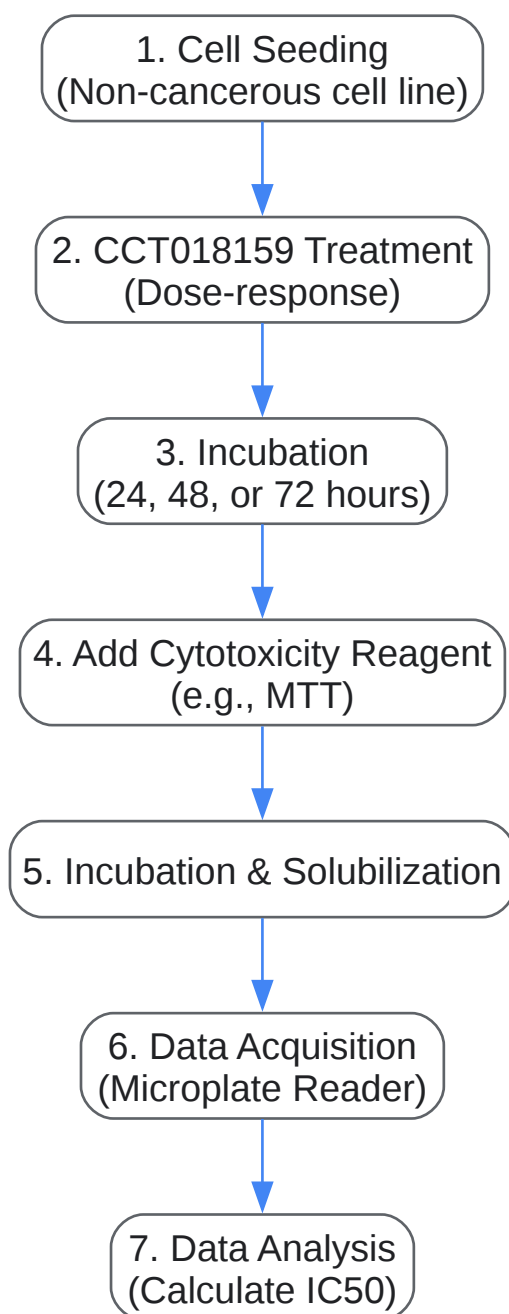 1. Cell Seeding
(Non-cancerous cell line)
2. CCT018159 Treatment
(Dose-response)
3. Incubation
(24, 48, or 72 hours)
4. Add Cytotoxicity Reagent
(e.g., MTT)
5. Incubation & Solubilization
6. Data Acquisition
(Microplate Reader)
7. Data Analysis
(Calculate IC50)